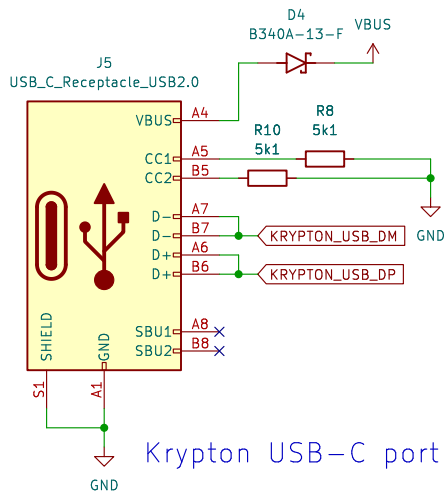 D4
B340A-13-F
VBUS
J5
USB_C_Receptacle_USB2.0
VBUS A4
R8
5k1
R10
5k1
CC1 A5
CC2 B5
D- A7
D- B7
KRYPTON_USB_DM
D+ A6
D+ B6
KRYPTON_USB_DP
GND
SBU1 A8
SBU2 B8
SHIELD
GND
S1
A1
Krypton USB-C port
GND